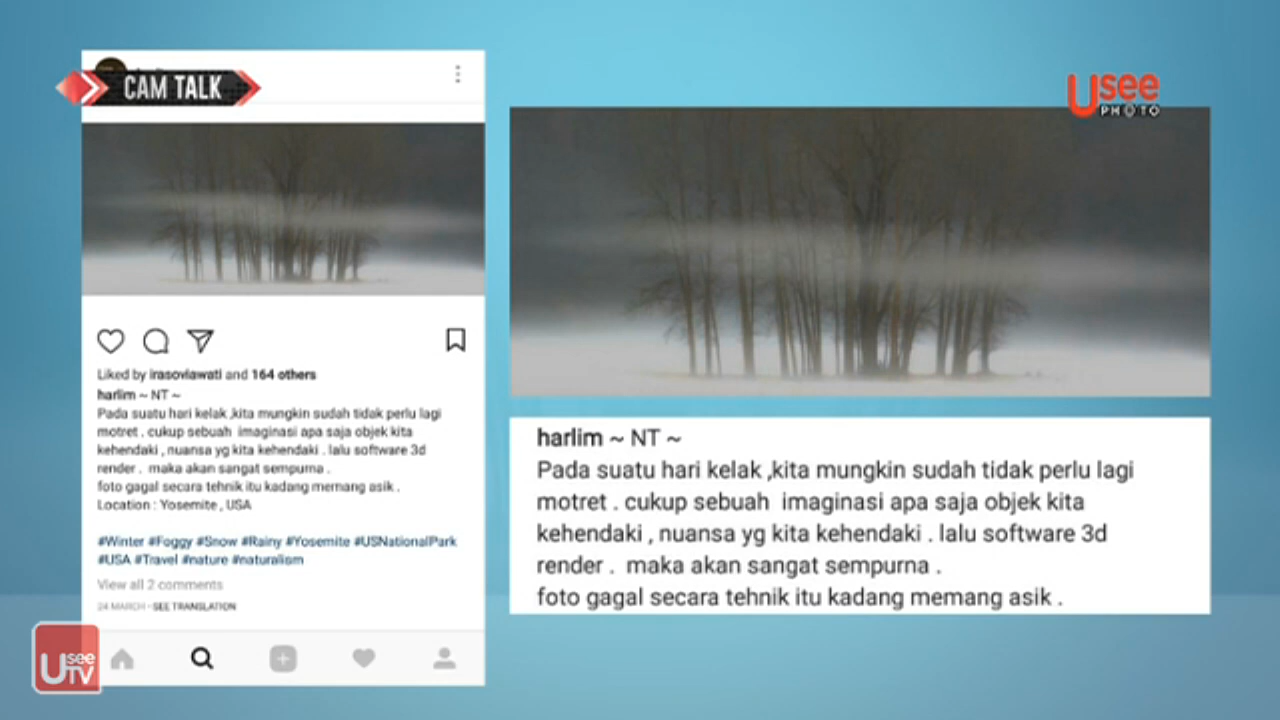 CAM TALK
Usee
PHOTO
Liked by irasoviawati and 164 others
harlim ~ NT ~
Pada suatu hari kelak ,kita mungkin sudah tidak perlu lagi
motret . cukup sebuah imaginasi apa saja objek kita
kehendaki , nuansa yg kita kehendaki . lalu software 3d
render . maka akan sangat sempurna .
foto gagal secara tehnik itu kadang memang asik .
Location : Yosemite , USA
#Winter #Foggy #Snow #Rainy #Yosemite #USNationalPark
#USA #Travel #nature #naturalism
View all 2 comments
24 MARCH • SEE TRANSLATION
harlim ~ NT ~
Pada suatu hari kelak ,kita mungkin sudah tidak perlu lagi
motret . cukup sebuah imaginasi apa saja objek kita
kehendaki , nuansa yg kita kehendaki . lalu software 3d
render . maka akan sangat sempurna .
foto gagal secara tehnik itu kadang memang asik .
Usee
TV